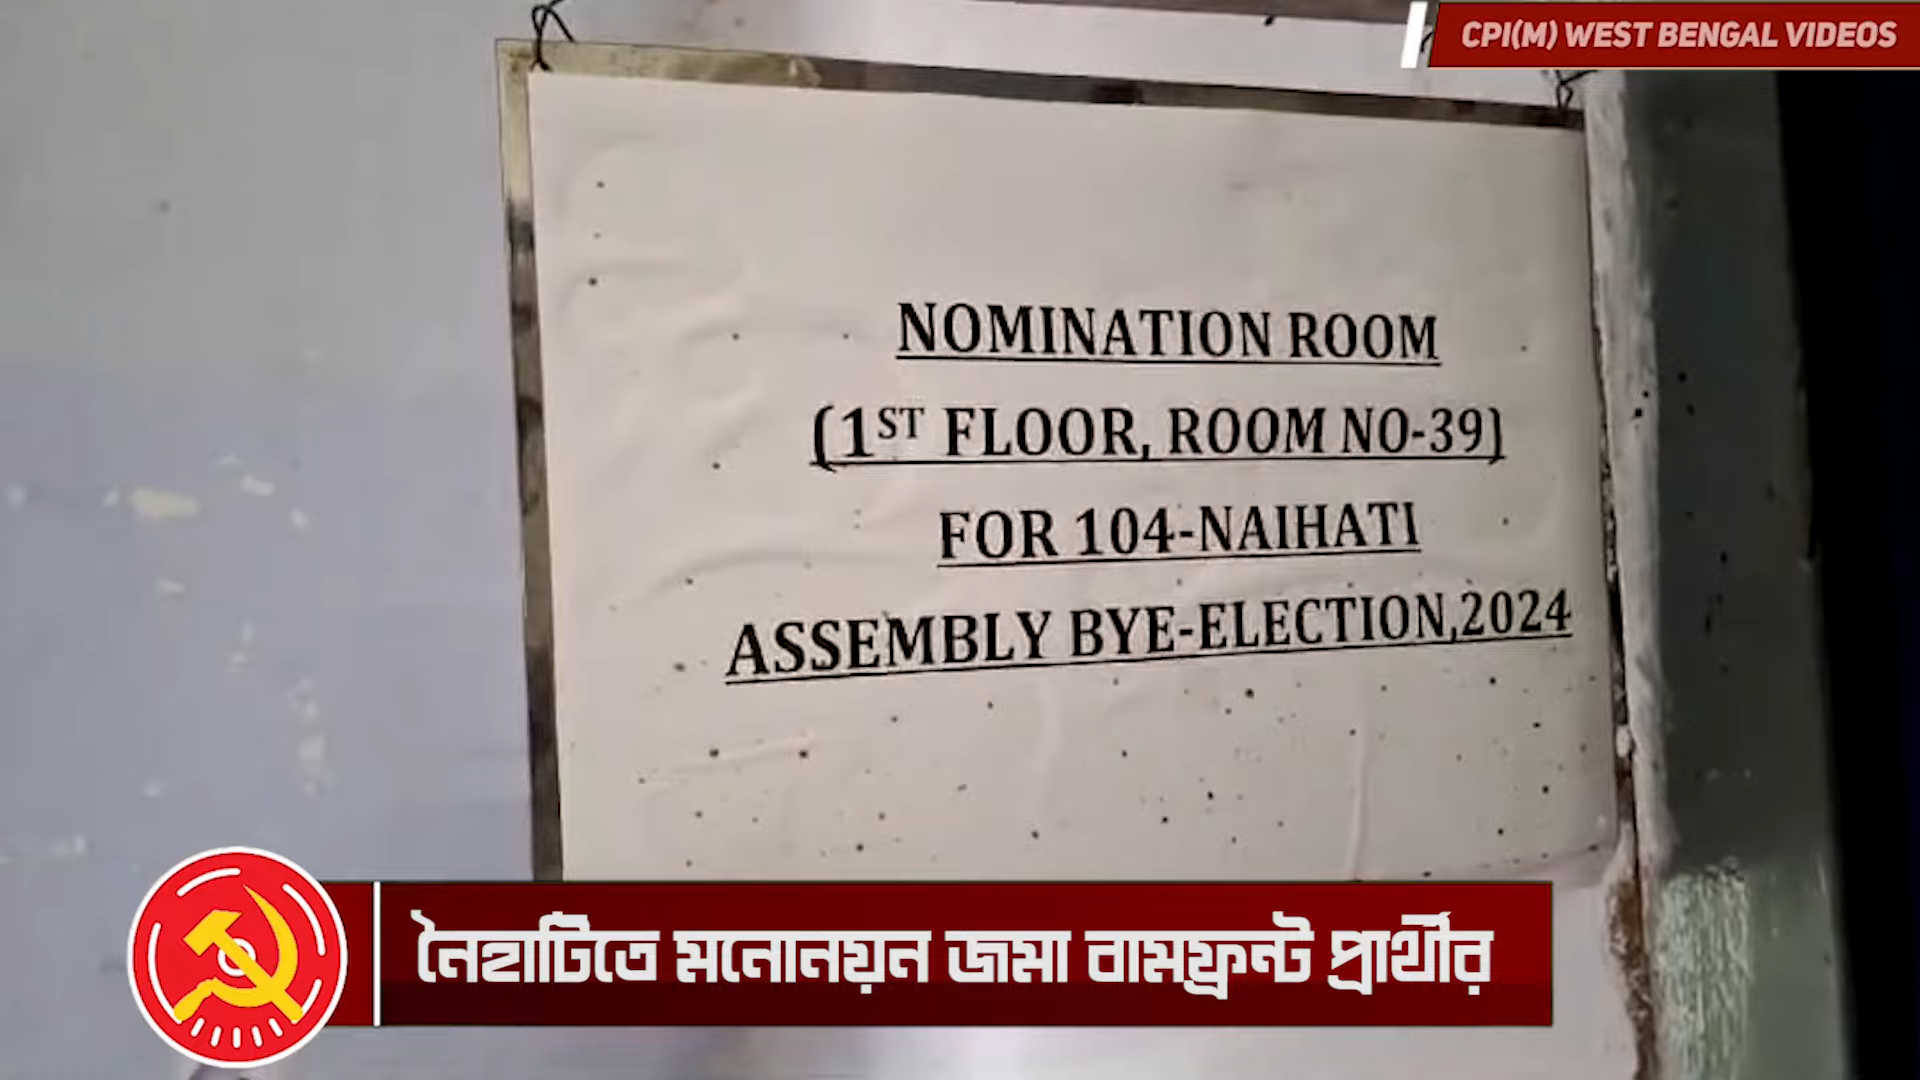 CPI(M) WEST BENGAL VIDEOS
NOMINATION ROOM
(1ST FLOOR, ROOM NO-39)
FOR 104-NAIHATI
ASSEMBLY BYE-ELECTION,2024
নৈহাটিতে মনোনয়ন জমা বামফ্রন্ট প্রার্থীর